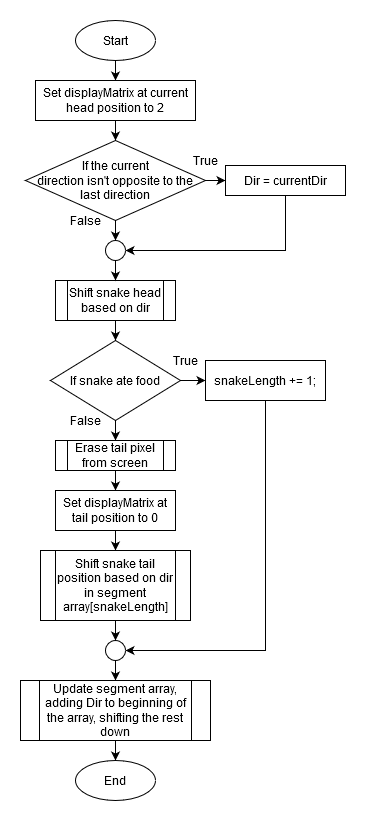 Start
Set displayMatrix at current
head position to 2
If the current
direction isn't opposite to the
last direction
True
Dir = currentDir
False
Shift snake head
based on dir
If snake ate food
True
snakeLength += 1;
False
Erase tail pixel
from screen
Set displayMatrix at
tail position to 0
Shift snake tail
position based on dir
in segment
array[snakeLength]
Update segment array,
adding Dir to beginning of
the array, shifting the rest
down
End